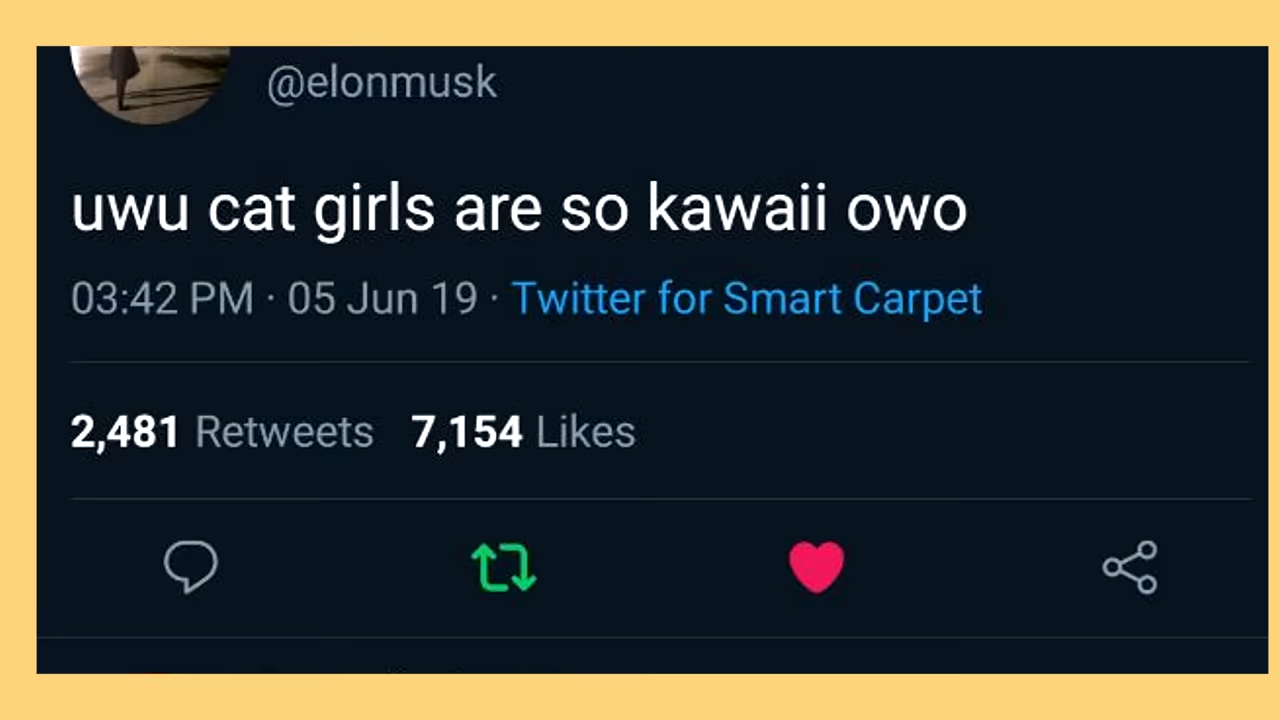 @elonmusk
uwu cat girls are so kawaii owo
03:42 PM · 05 Jun 19 · Twitter for Smart Carpet
2,481 Retweets 7,154 Likes